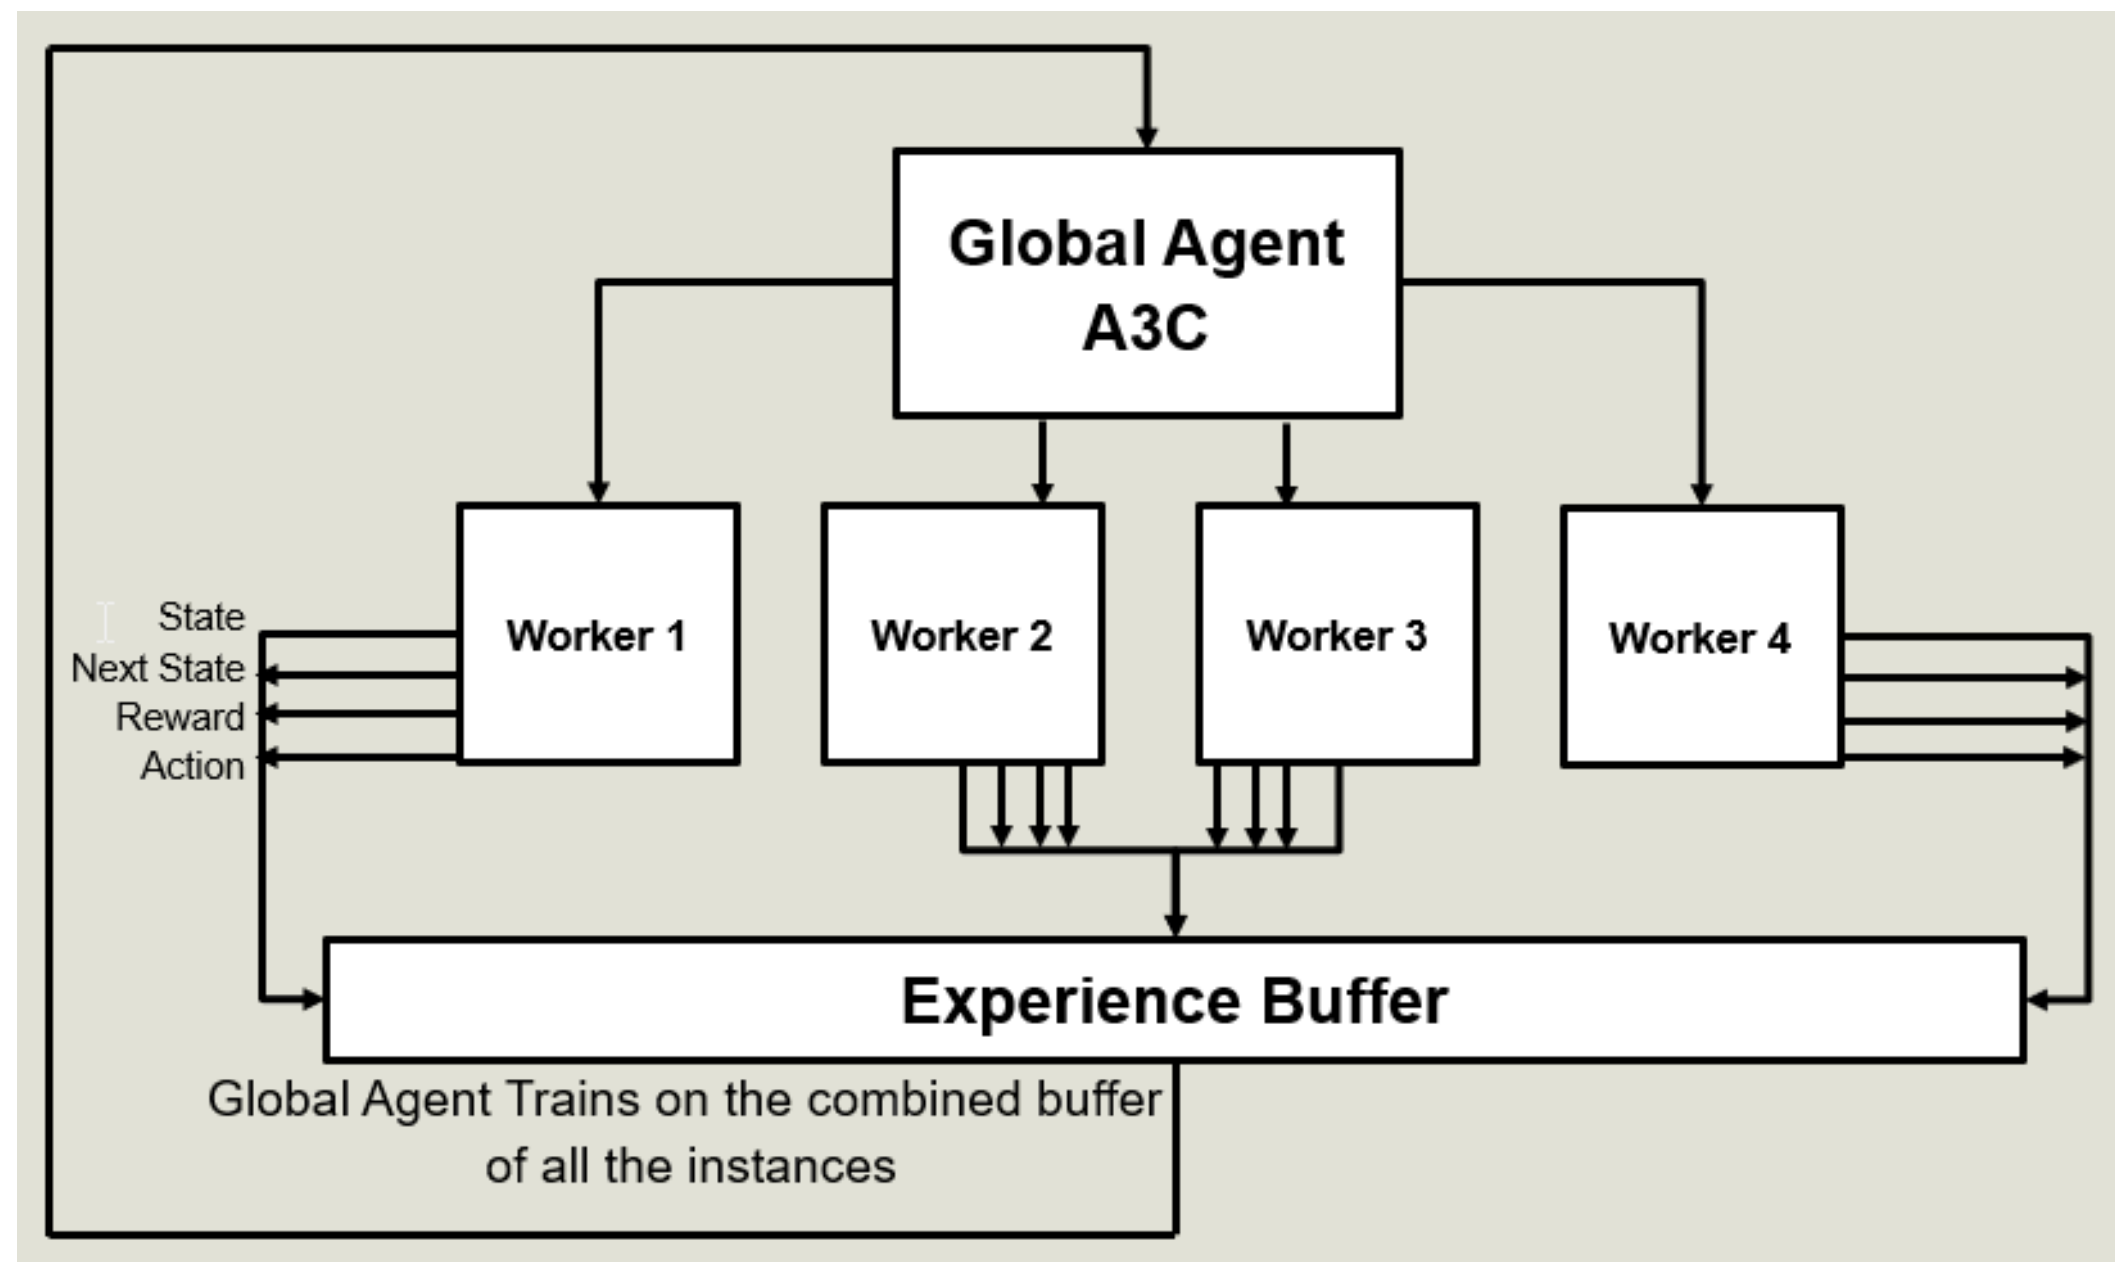 Global Agent
A3C
Worker 1
Worker 2
Worker 3
Worker 4
State
Next State
Reward
Action
Experience Buffer
Global Agent Trains on the combined buffer
of all the instances